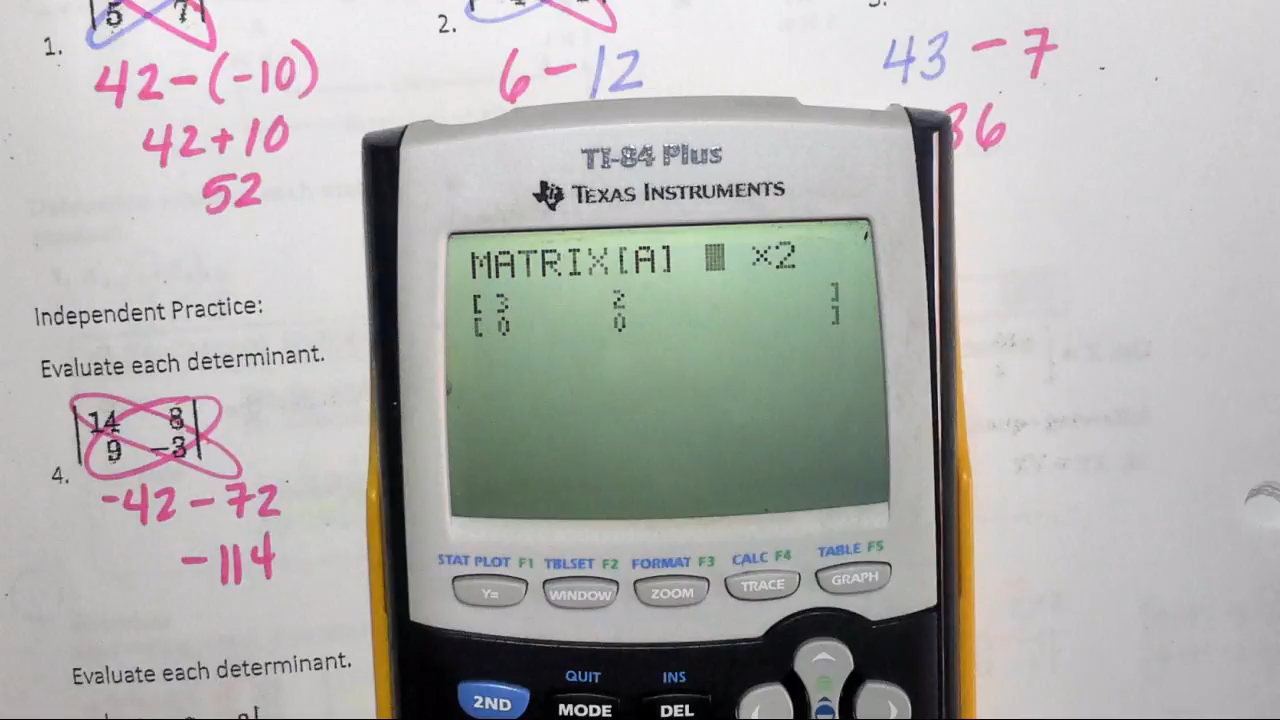 5 7
1.
42-(-10)
42+10
52
2.
6-12
43-7
36
Independent Practice:
Evaluate each determinant.
14 8
9 -3
4.
-42-72
-114
Evaluate each determinant.
TI-84 Plus
TEXAS INSTRUMENTS
MATRIX[A] ×2
[3 2 ]
[0 0 ]
STAT PLOT F1 TBLSET F2 FORMAT F3 CALC F4 TABLE F5
Y= WINDOW ZOOM TRACE GRAPH
QUIT INS
2ND MODE DEL